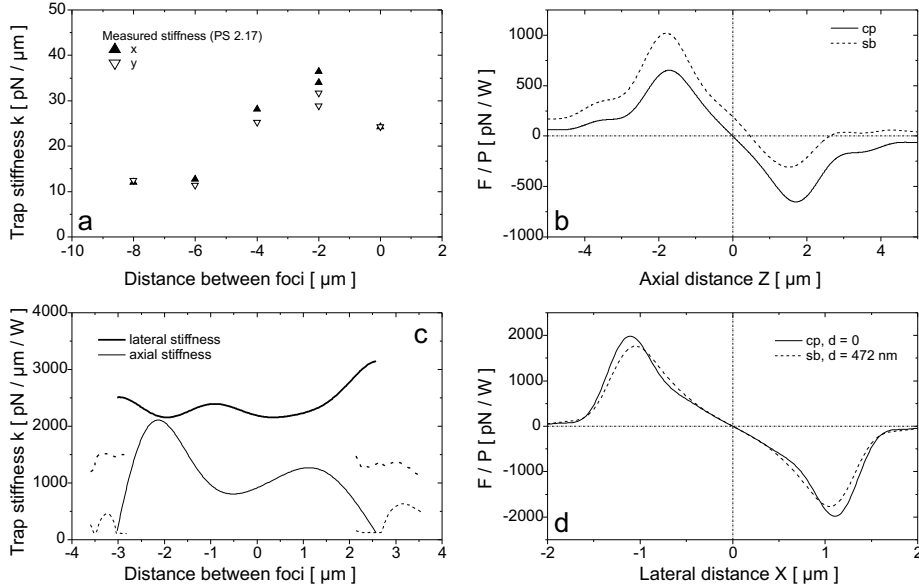 Measured stiffness (PS 2.17)
x
y
Trap stiffness k [ pN / µm ]
50
40
30
20
10
0
a
-10 -8 -6 -4 -2 0 2
Distance between foci [ µm ]
cp
sb
F / P [ pN / W ]
1000
500
0
-500
-1000
b
-4 -2 0 2 4
Axial distance Z [ µm ]
lateral stiffness
axial stiffness
c
Trap stiffness k [ pN / µm / W ]
4000
3000
2000
1000
0
-4 -3 -2 -1 0 1 2 3 4
Distance between foci [ µm ]
cp, d = 0
sb, d = 472 nm
F / P [ pN / W ]
2000
1000
0
-1000
-2000
d
-2 -1 0 1 2
Lateral distance X [ µm ]